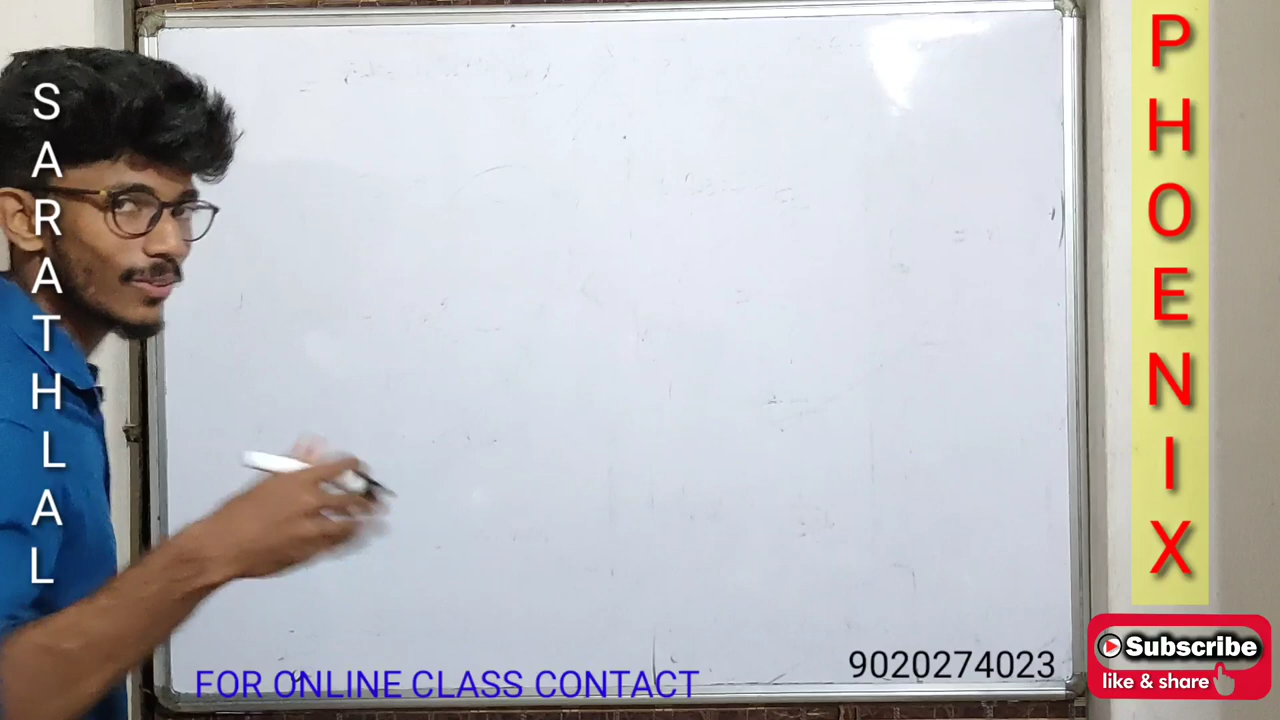 SARATHLAL
PHOENIX
FOR ONLINE CLASS CONTACT
9020274023
Subscribe
like & share